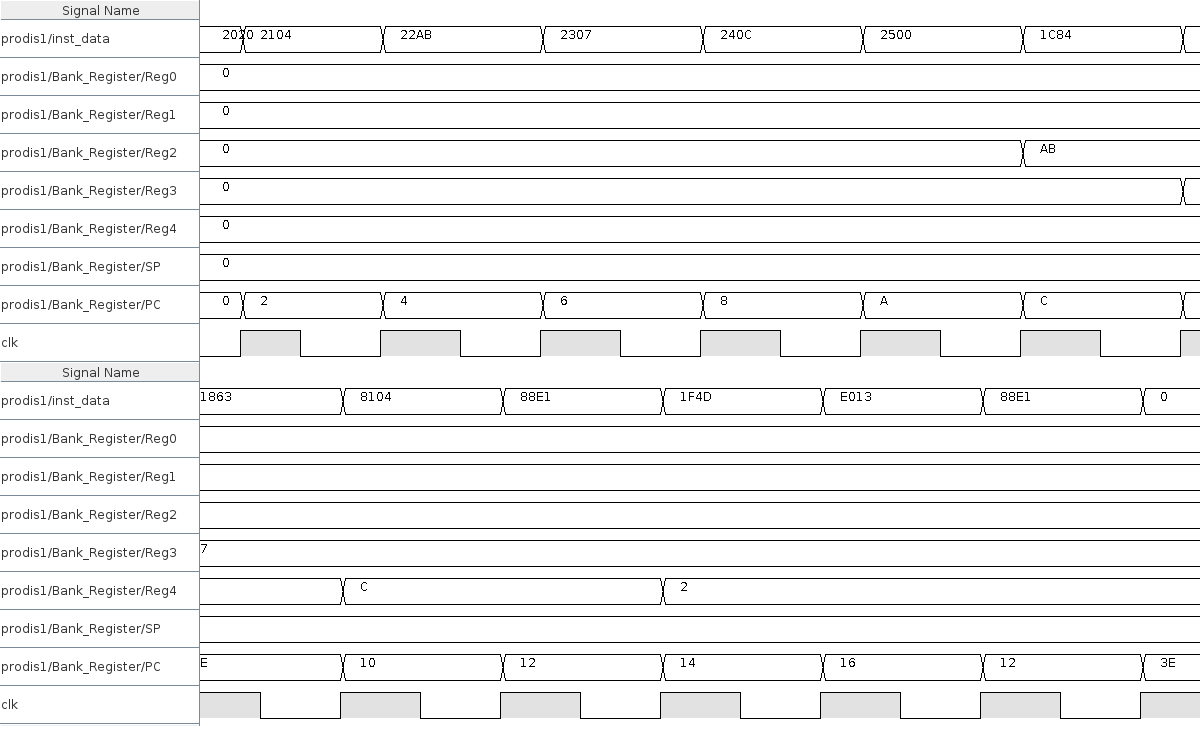 Signal Name
prodis1/inst_data 2020 2104 22AB 2307 240C 2500 1C84
prodis1/Bank_Register/Reg0 0
prodis1/Bank_Register/Reg1 0
prodis1/Bank_Register/Reg2 0 AB
prodis1/Bank_Register/Reg3 0
prodis1/Bank_Register/Reg4 0
prodis1/Bank_Register/SP 0
prodis1/Bank_Register/PC 0 2 4 6 8 A C
clk
Signal Name
prodis1/inst_data 1863 8104 88E1 1F4D E013 88E1 0
prodis1/Bank_Register/Reg0
prodis1/Bank_Register/Reg1
prodis1/Bank_Register/Reg2
prodis1/Bank_Register/Reg3 7
prodis1/Bank_Register/Reg4 C 2
prodis1/Bank_Register/SP
prodis1/Bank_Register/PC E 10 12 14 16 12 3E
clk